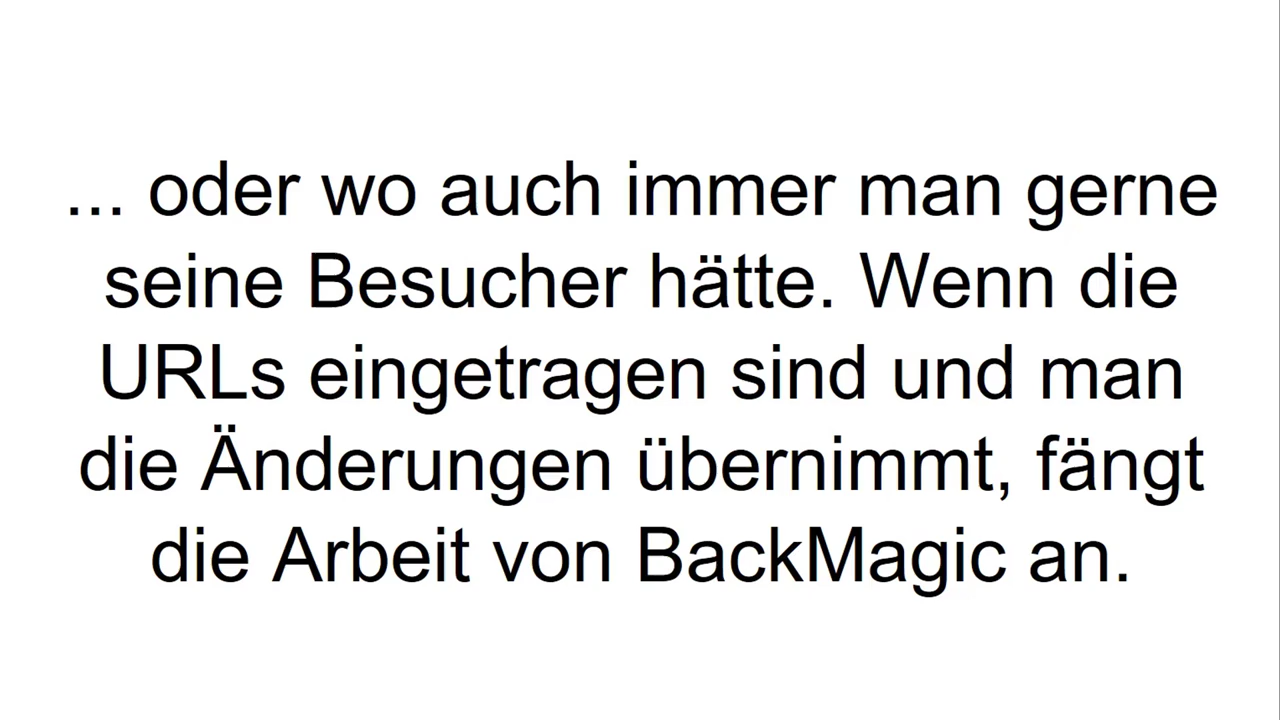 ... oder wo auch immer man gerne
seine Besucher hätte. Wenn die
URLs eingetragen sind und man
die Änderungen übernimmt, fängt
die Arbeit von BackMagic an.